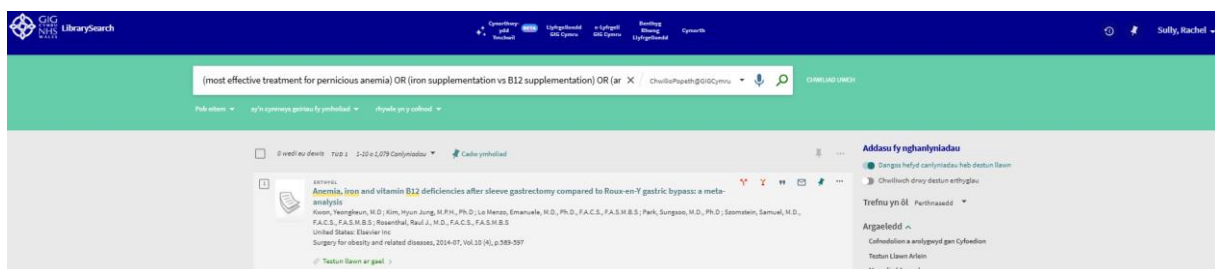 GIG
CYMRU
NHS
WALES
LibrarySearch
Cynorthwy-
ydd
Ymchwil
BETA
Llyfrgelloedd
GIG Cymru
e-Lyfrgell
GIG Cymru
Benthyg
Rhwng
Llyfrgelloedd
Cymorth
Sully, Rachel
(most effective treatment for pernicious anemia) OR (iron supplementation vs B12 supplementation) OR (ar
ChwilioPopeth@GIGCymru
CHWILIAD UWCH
Pob eitem
sy'n cynnwys geiriau fy ymholiad
rhywle yn y cofnod
0 wedi eu dewis TUD 1 1-10 o 1,079 Canlyniadau
Cadw ymholiad
1
ERTHYGL
Anemia, iron and vitamin B12 deficiencies after sleeve gastrectomy compared to Roux-en-Y gastric bypass: a meta-
analysis
Kwon, Yeongkeun, M.D ; Kim, Hyun Jung, M.P.H., Ph.D ; Lo Menzo, Emanuele, M.D., Ph.D., F.A.C.S., F.A.S.M.B.S ; Park, Sungsoo, M.D., Ph.D ; Szomstein, Samuel, M.D.,
F.A.C.S., F.A.S.M.B.S ; Rosenthal, Raul J., M.D., F.A.C.S., F.A.S.M.B.S
United States: Elsevier Inc
Surgery for obesity and related diseases, 2014-07, Vol.10 (4), p.589-597
Testun llawn ar gael
Addasu fy nghanlyniadau
Dangos hefyd canlyniadau heb destun llawn
Chwiliwch drwy destun erthyglau
Trefnu yn ôl Perthnasedd
Argaeledd
Cofnodolion a arolygwyd gan Cyfoedion
Testun Llawn Arlein